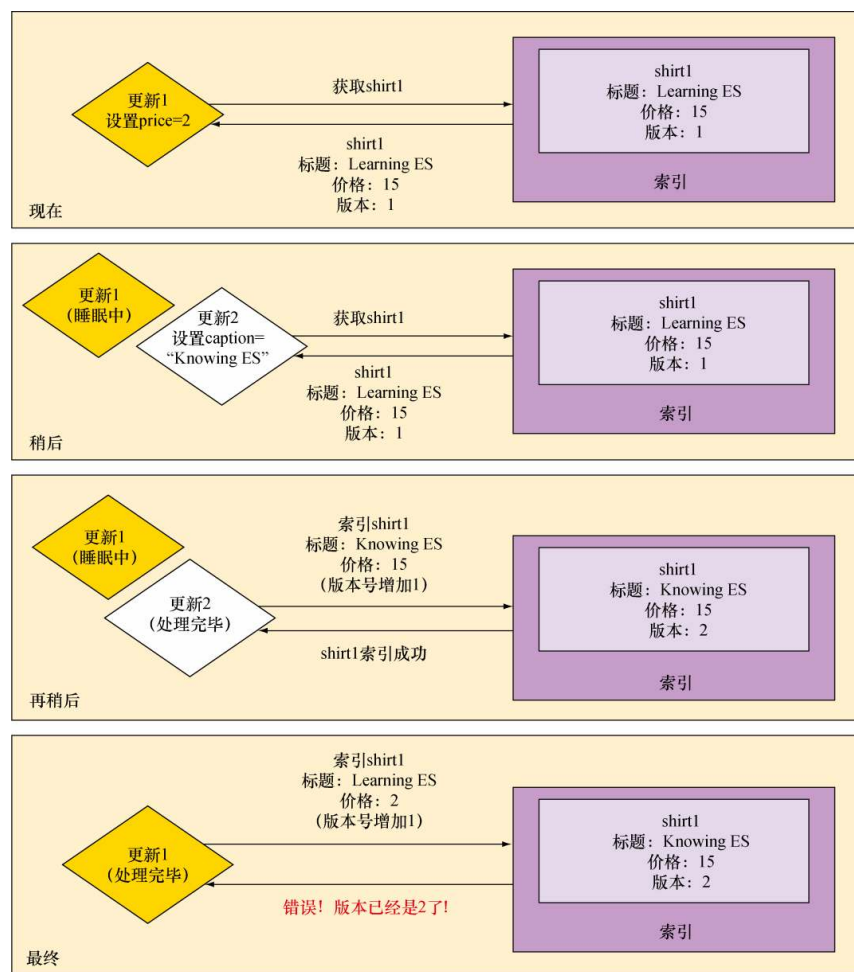 更新1
设置price=2
获取shirt1
shirt1
标题：Learning ES
价格：15
版本：1
shirt1
标题：Learning ES
价格：15
版本：1
索引
现在
更新1
（睡眠中）
更新2
设置caption=
“Knowing ES”
获取shirt1
shirt1
标题：Learning ES
价格：15
版本：1
shirt1
标题：Learning ES
价格：15
版本：1
索引
稍后
更新1
（睡眠中）
更新2
（处理完毕）
索引shirt1
标题：Knowing ES
价格：15
（版本号增加1）
shirt1索引成功
shirt1
标题：Knowing ES
价格：15
版本：2
索引
再稍后
更新1
（处理完毕）
索引shirt1
标题：Learning ES
价格：2
（版本号增加1）
错误！版本已经是2了!
shirt1
标题：Knowing ES
价格：15
版本：2
索引
最终